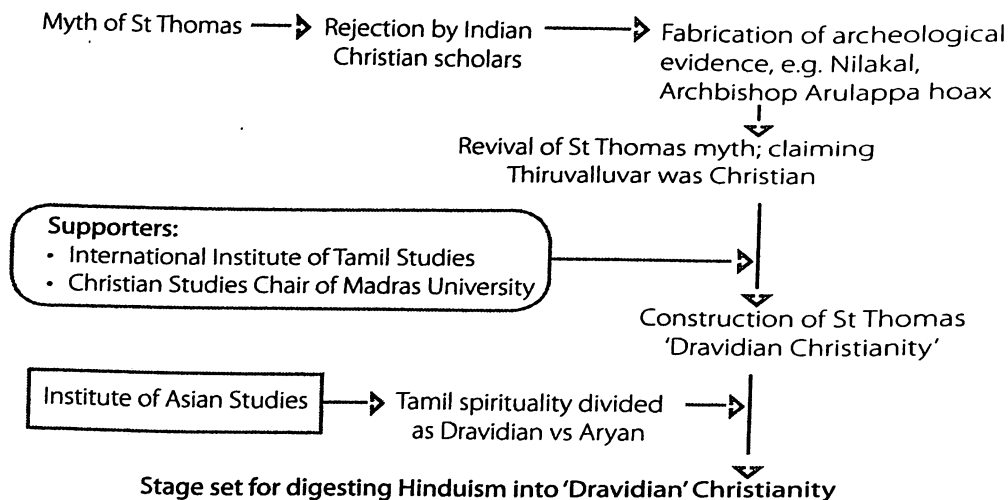 Myth of St Thomas
Rejection by Indian
Christian scholars
Fabrication of archeological
evidence, e.g. Nilakal,
Archbishop Arulappa hoax
Revival of St Thomas myth; claiming
Thiruvalluvar was Christian
Supporters:
• International Institute of Tamil Studies
• Christian Studies Chair of Madras University
Construction of St Thomas
'Dravidian Christianity'
Institute of Asian Studies
Tamil spirituality divided
as Dravidian vs Aryan
Stage set for digesting Hinduism into 'Dravidian' Christianity